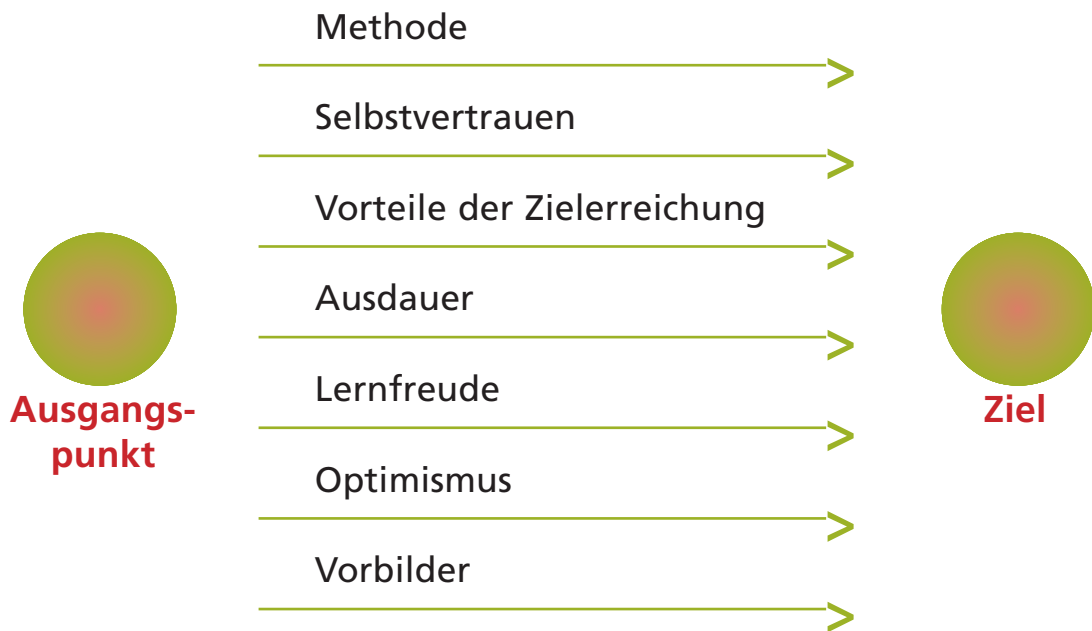 Methode
Selbstvertrauen
Vorteile der Zielerreichung
Ausdauer
Lernfreude
Optimismus
Vorbilder
Ausgangs-
punkt
Ziel